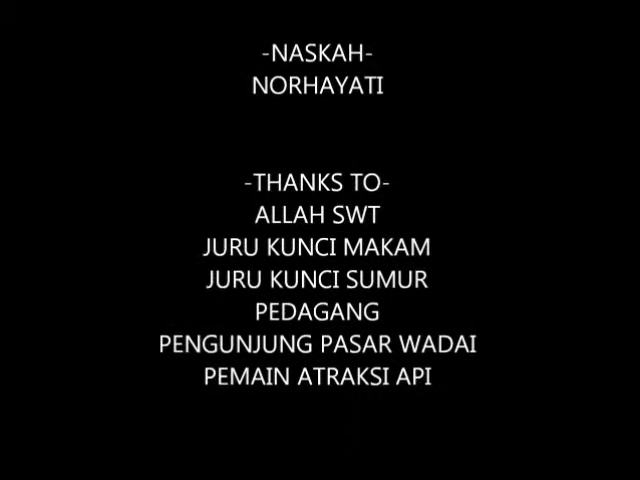 -NASKAH-
NORHAYATI
-THANKS TO-
ALLAH SWT
JURU KUNCI MAKAM
JURU KUNCI SUMUR
PEDAGANG
PENGUNJUNG PASAR WADAI
PEMAIN ATRAKSI API